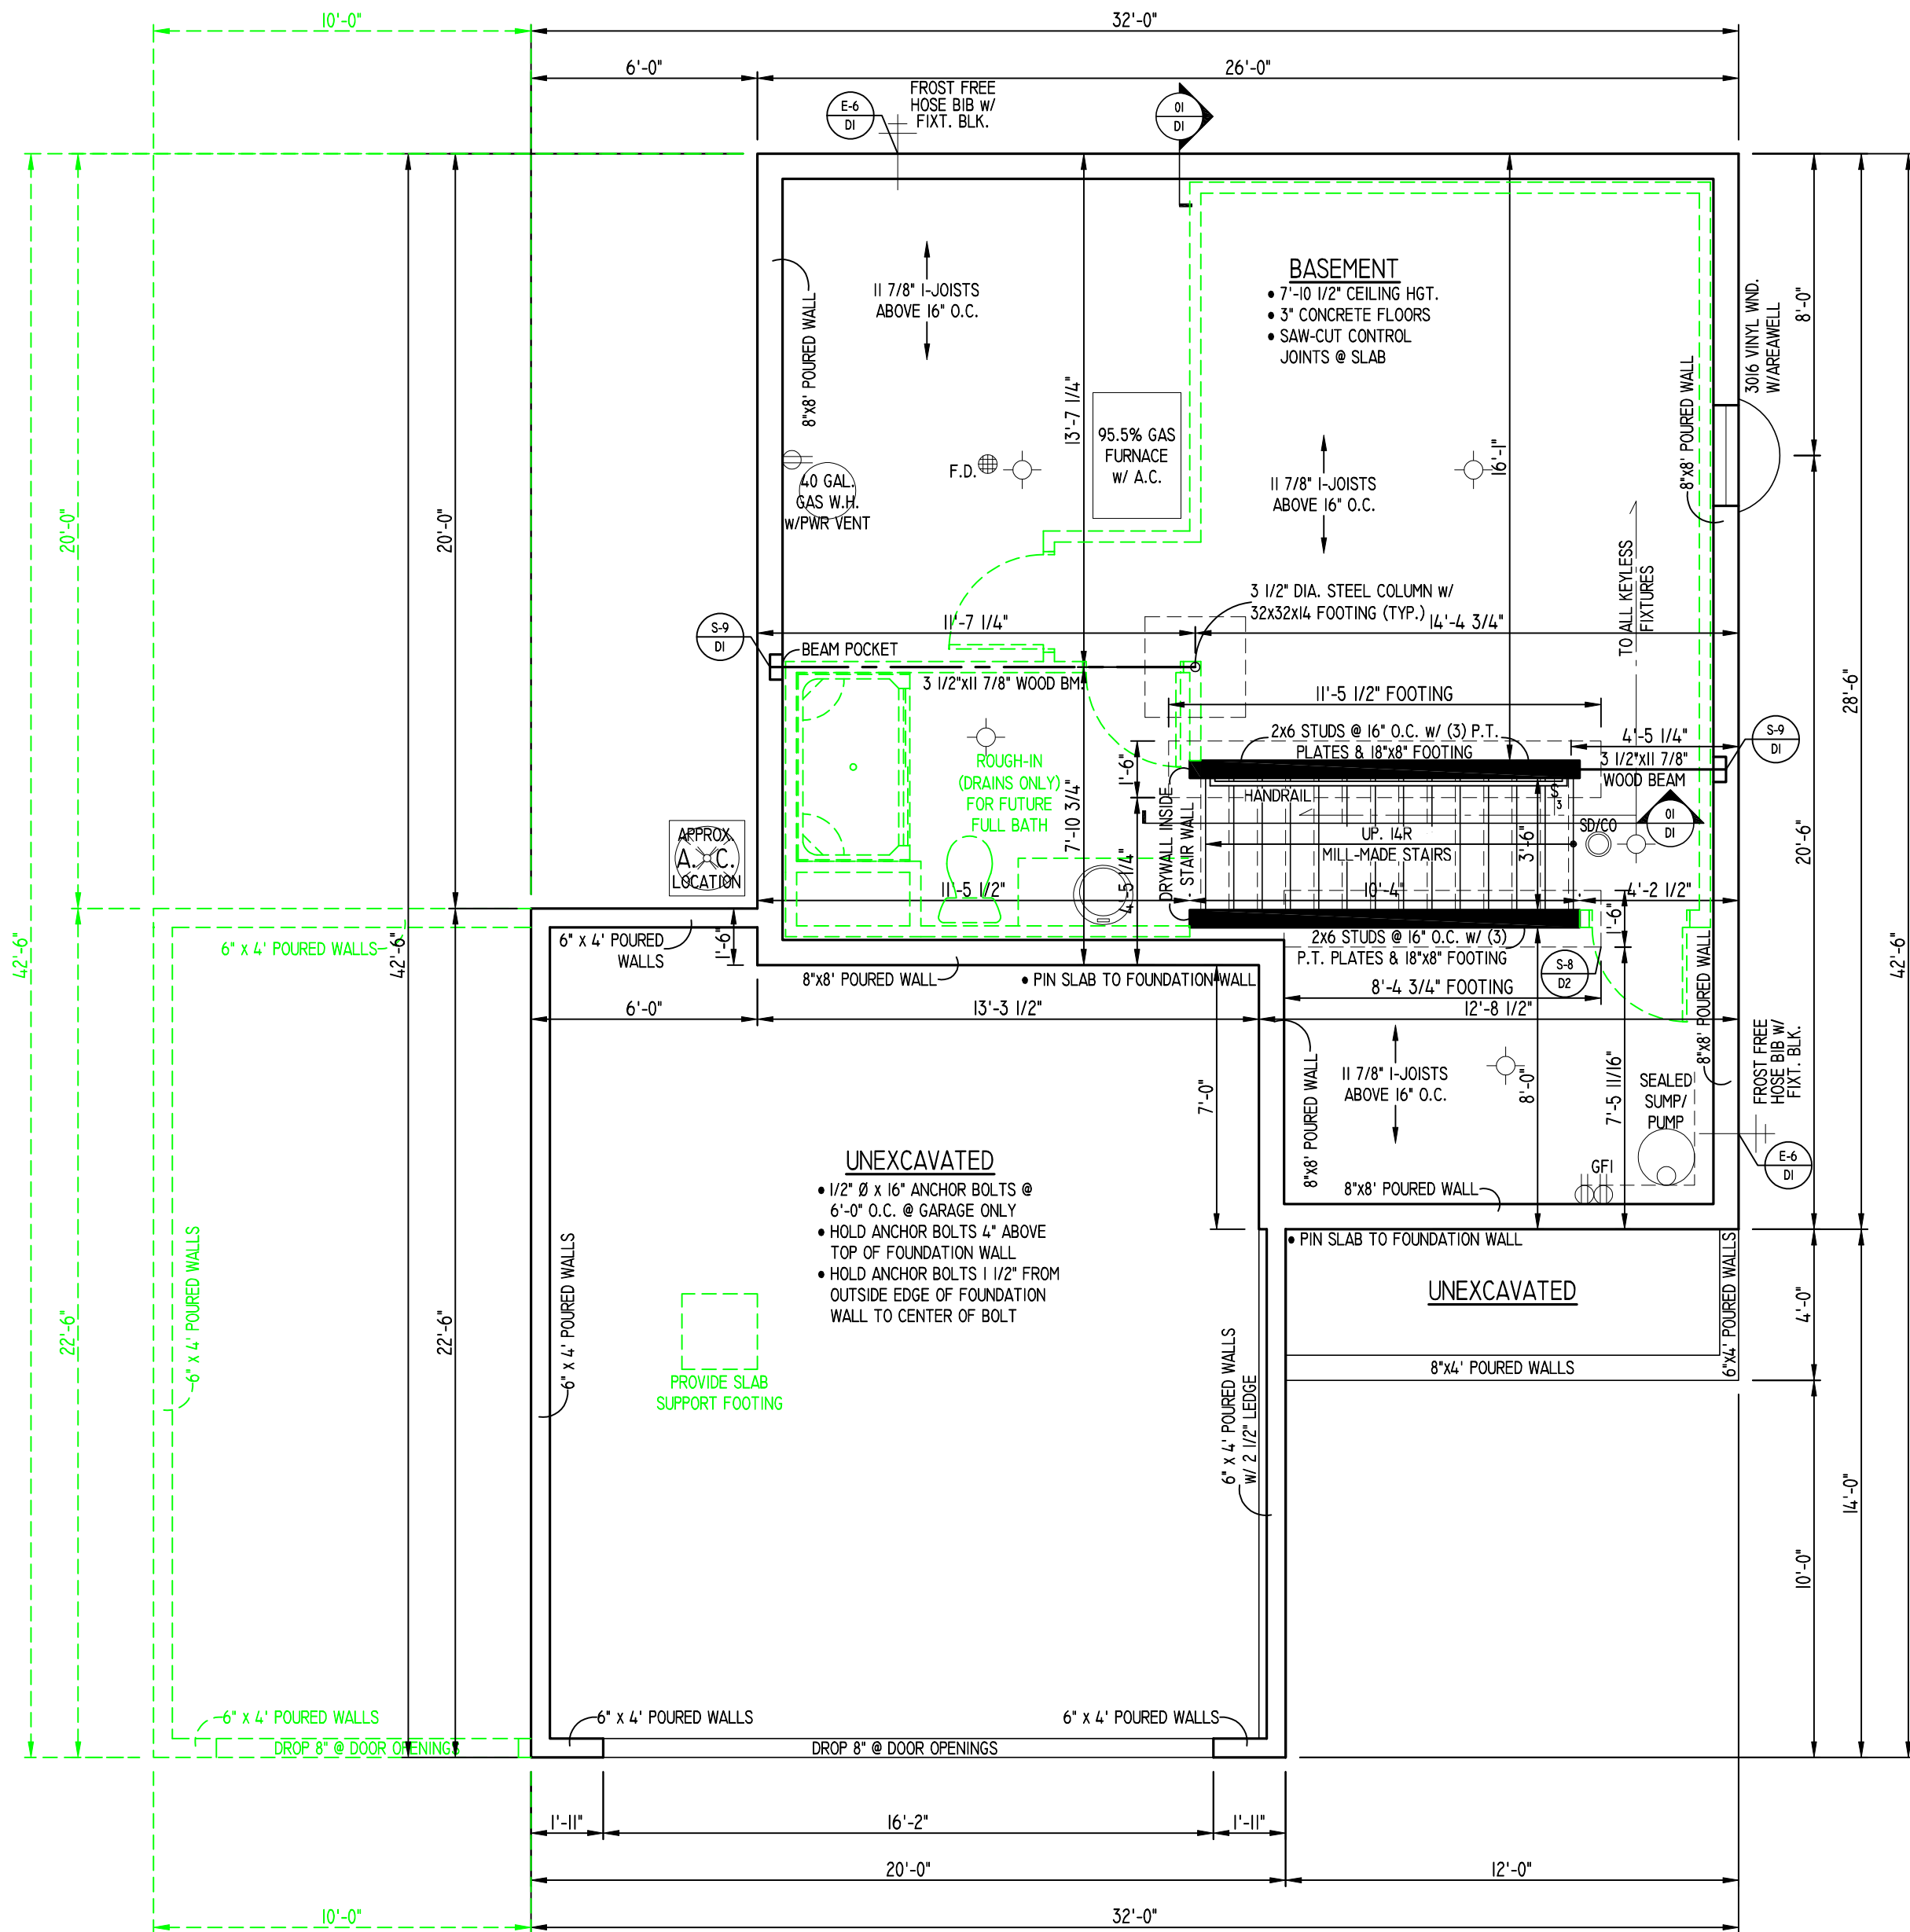 10'-0"
32'-0"
6'-0"
26'-0"
FROST FREE
HOSE BIB W/
FIXT. BLK.
E-6
D1
01
D1
BASEMENT
• 7'-10 1/2" CEILING HGT.
• 3" CONCRETE FLOORS
• SAW-CUT CONTROL
JOINTS @ SLAB
11 7/8" I-JOISTS
ABOVE 16" O.C.
8"x8' POURED WALL
3016 VINYL WND.
W/AREAWELL
8'-0"
8"x8' POURED WALL
13'-7 1/4"
16'-1"
95.5% GAS
FURNACE
W/ A.C.
F.D.
40 GAL.
GAS W.H.
W/PWR VENT
11 7/8" I-JOISTS
ABOVE 16" O.C.
20'-0"
20'-0"
TO ALL KEYLESS
FIXTURES
3 1/2" DIA. STEEL COLUMN W/
32x32x14 FOOTING (TYP.)
11'-7 1/4"
14'-4 3/4"
S-9
D1
BEAM POCKET
3 1/2"x11 7/8" WOOD BM.
11'-5 1/2" FOOTING
28'-6"
2x6 STUDS @ 16" O.C. w/ (3) P.T.
PLATES & 18"x8" FOOTING
4'-5 1/4"
3 1/2"x11 7/8"
WOOD BEAM
S-9
D1
ROUGH-IN
(DRAINS ONLY)
FOR FUTURE
FULL BATH
7'-10 3/4"
1'-6"
4'-5 1/4"
DRYWALL INSIDE
STAIR WALL
HANDRAIL
S
3
UP. 14R
MILL-MADE STAIRS
3'-6"
SD/CO
01
D1
20'-6"
APPROX.
A. C.
LOCATION
11'-5 1/2"
10'-4"
4'-2 1/2"
1'-6"
42'-6"
42'-6"
42'-6"
6" x 4' POURED WALLS
6" x 4' POURED
WALLS
1'-6"
8"x8' POURED WALL
• PIN SLAB TO FOUNDATION WALL
2x6 STUDS @ 16" O.C. w/ (3)
P.T. PLATES & 18"x8" FOOTING
S-8
D2
8'-4 3/4" FOOTING
8"x8' POURED WALL
6'-0"
13'-3 1/2"
12'-8 1/2"
FROST FREE
HOSE BIB W/
FIXT. BLK.
8"x8' POURED WALL
11 7/8" I-JOISTS
ABOVE 16" O.C.
7'-0"
8'-0"
7'-5 11/16"
SEALED
SUMP/
PUMP
GFI
E-6
D1
8"x8' POURED WALL
UNEXCAVATED
• 1/2" Ø x 16" ANCHOR BOLTS @
6'-0" O.C. @ GARAGE ONLY
• HOLD ANCHOR BOLTS 4" ABOVE
TOP OF FOUNDATION WALL
• HOLD ANCHOR BOLTS 1 1/2" FROM
OUTSIDE EDGE OF FOUNDATION
WALL TO CENTER OF BOLT
• PIN SLAB TO FOUNDATION WALL
UNEXCAVATED
6"x4' POURED WALLS
4'-0"
8"x4' POURED WALLS
22'-6"
6" x 4' POURED WALLS
22'-6"
6" x 4' POURED WALLS
PROVIDE SLAB
SUPPORT FOOTING
6" x 4' POURED WALLS
W/ 2 1/2" LEDGE
14'-0"
10'-0"
6" x 4' POURED WALLS
DROP 8" @ DOOR OPENINGS
6" x 4' POURED WALLS
6" x 4' POURED WALLS
DROP 8" @ DOOR OPENINGS
1'-11"
16'-2"
1'-11"
20'-0"
12'-0"
10'-0"
32'-0"